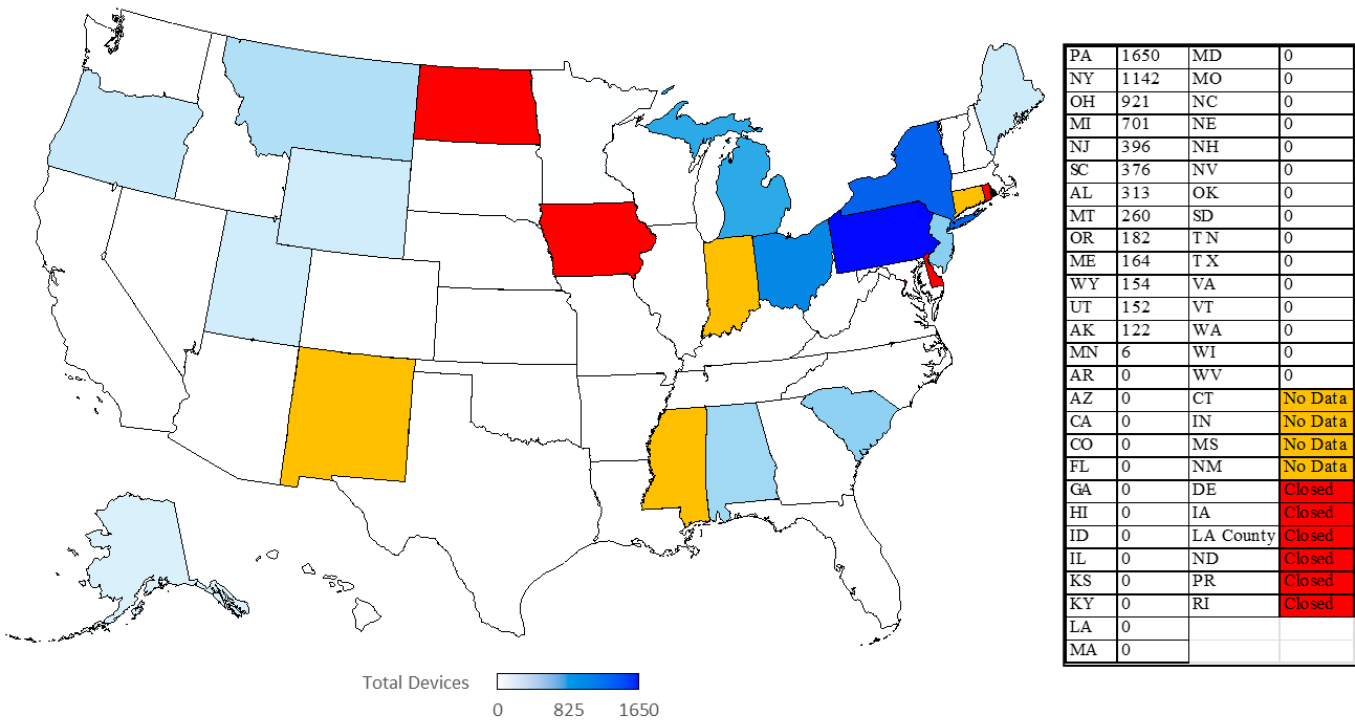 PA 1650 MD 0
NY 1142 MO 0
OH 921 NC 0
MI 701 NE 0
NJ 396 NH 0
SC 376 NV 0
AL 313 OK 0
MT 260 SD 0
OR 182 TN 0
ME 164 TX 0
WY 154 VA 0
UT 152 VT 0
AK 122 WA 0
MN 6 WI 0
AR 0 WV 0
AZ 0 CT No Data
CA 0 IN No Data
CO 0 MS No Data
FL 0 NM No Data
GA 0 DE Closed
HI 0 IA Closed
ID 0 LA County Closed
IL 0 ND Closed
KS 0 PR Closed
KY 0 RI Closed
LA 0
MA 0
Total Devices
0 825 1650